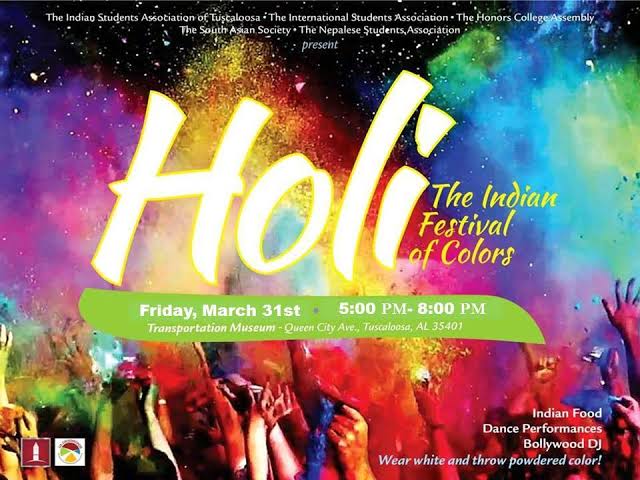 The Indian Students Association of Tuscaloosa • The International Students Association • The Honors College Assembly
The South Asian Society • The Nepalese Students Association
present
Holi
The Indian
Festival
of Colors
Friday, March 31st • 5:00 PM- 8:00 PM
Transportation Museum - Queen City Ave., Tuscaloosa, AL 35401
Indian Food
Dance Performances
Bollywood DJ
Wear white and throw powdered color!